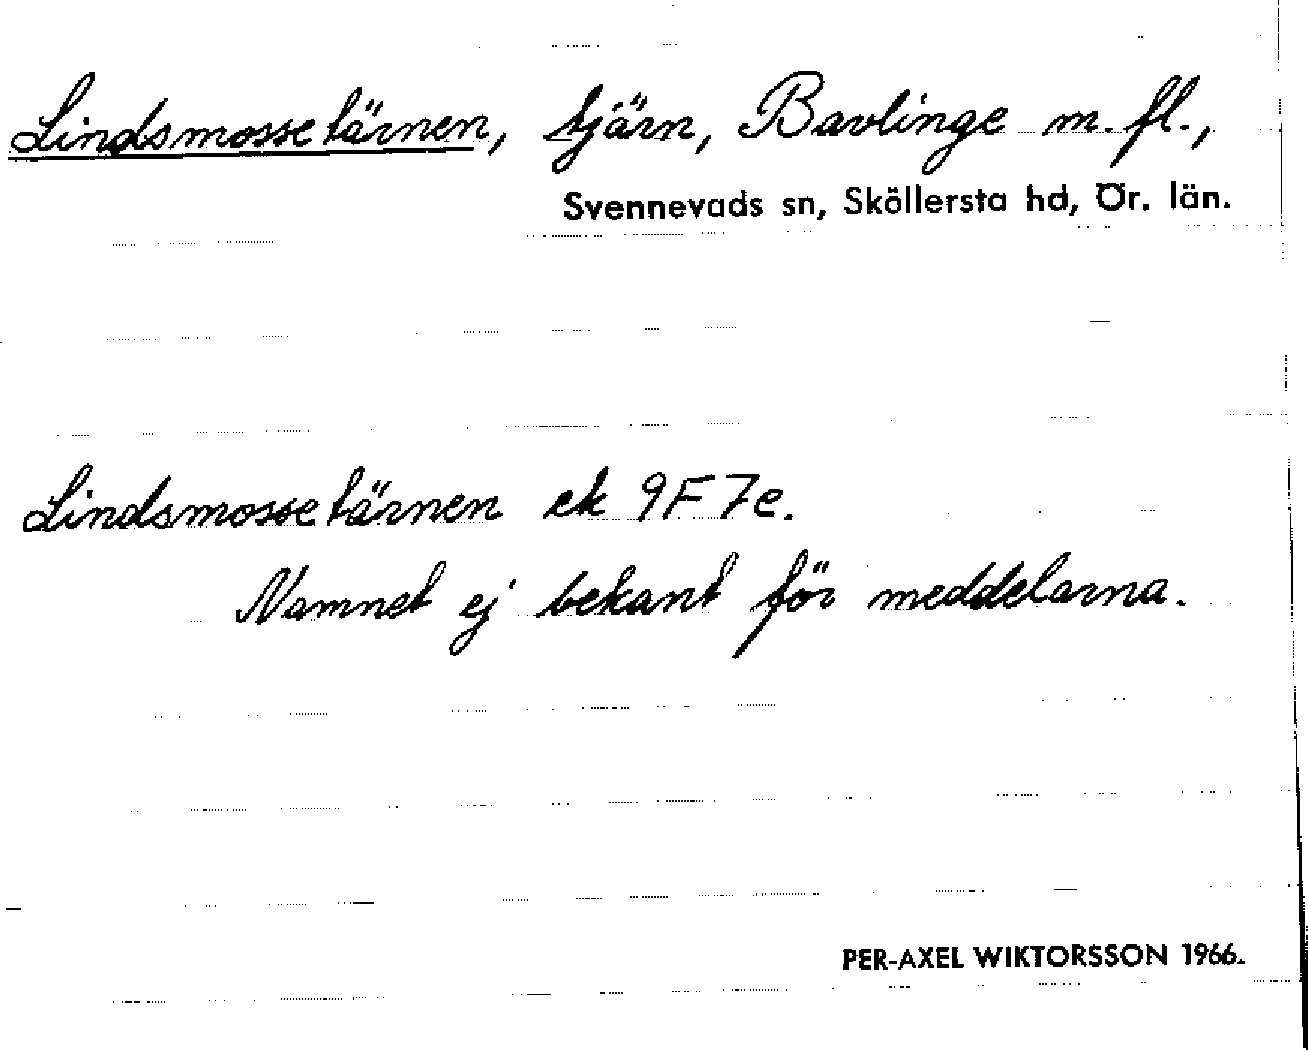 Lindsmossetärnen, tjärn, Bavlinge m. fl.,
Svennevads sn, Sköllersta hd, Ör. län.
Lindsmossetärnen ek 9F7e.
Namnet ej bekant för meddelarna.
PER-AXEL WIKTORSSON 1966.